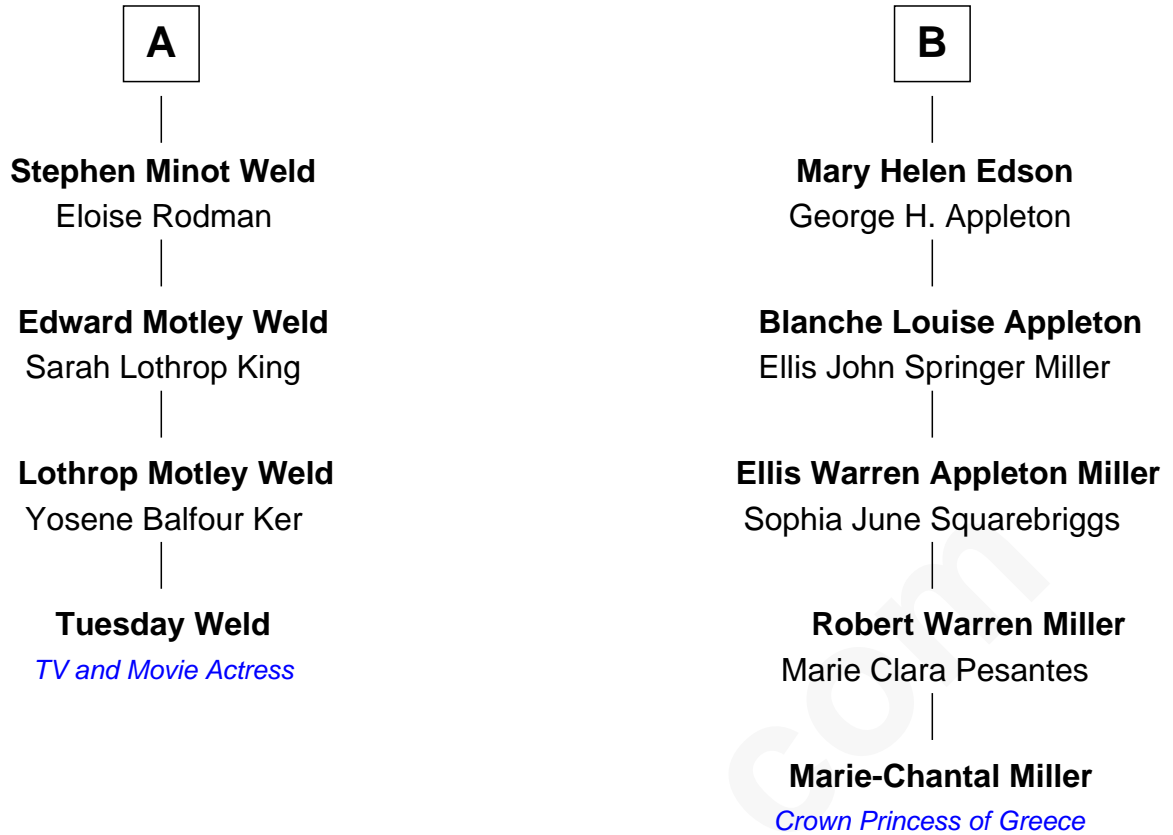 A
Stephen Minot Weld
Eloise Rodman
Edward Motley Weld
Sarah Lothrop King
Lothrop Motley Weld
Yosene Balfour Ker
Tuesday Weld
TV and Movie Actress
B
Mary Helen Edson
George H. Appleton
Blanche Louise Appleton
Ellis John Springer Miller
Ellis Warren Appleton Miller
Sophia June Squarebriggs
Robert Warren Miller
Marie Clara Pesantes
Marie-Chantal Miller
Crown Princess of Greece
com